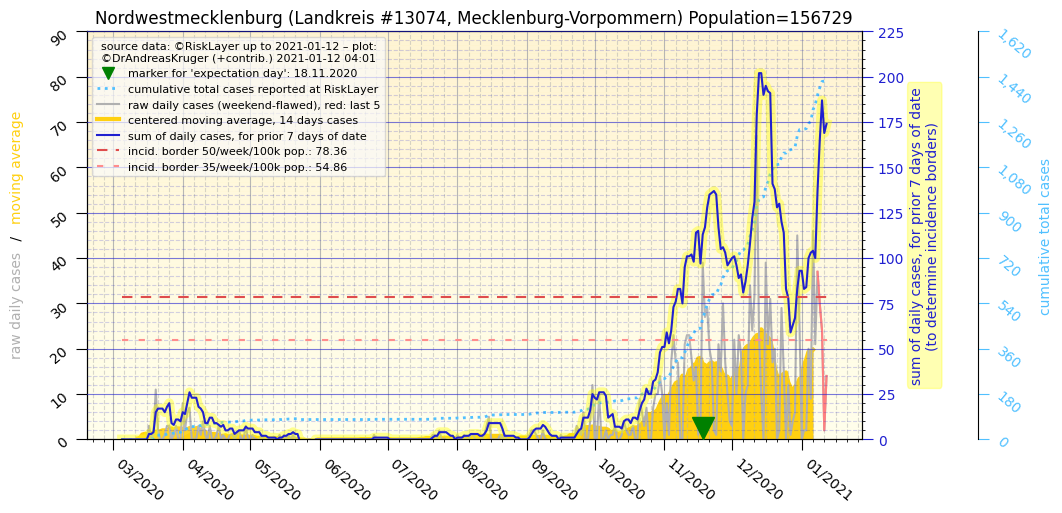 Nordwestmecklenburg (Landkreis #13074, Mecklenburg-Vorpommern) Population=156729
source data: ©RiskLayer up to 2021-01-12 – plot:
©DrAndreasKruger (+contrib.) 2021-01-12 04:01
marker for 'expectation day': 18.11.2020
cumulative total cases reported at RiskLayer
raw daily cases (weekend-flawed), red: last 5
centered moving average, 14 days cases
sum of daily cases, for prior 7 days of date
incid. border 50/week/100k pop.: 78.36
incid. border 35/week/100k pop.: 54.86
raw daily cases / moving average
90
80
70
60
50
40
30
20
10
0
03/2020
04/2020
05/2020
06/2020
07/2020
08/2020
09/2020
10/2020
11/2020
12/2020
01/2021
225
200
175
150
125
100
75
50
25
0
sum of daily cases, for prior 7 days of date
(to determine incidence borders)
1,620
1,440
1,260
1,080
900
720
540
360
180
0
cumulative total cases